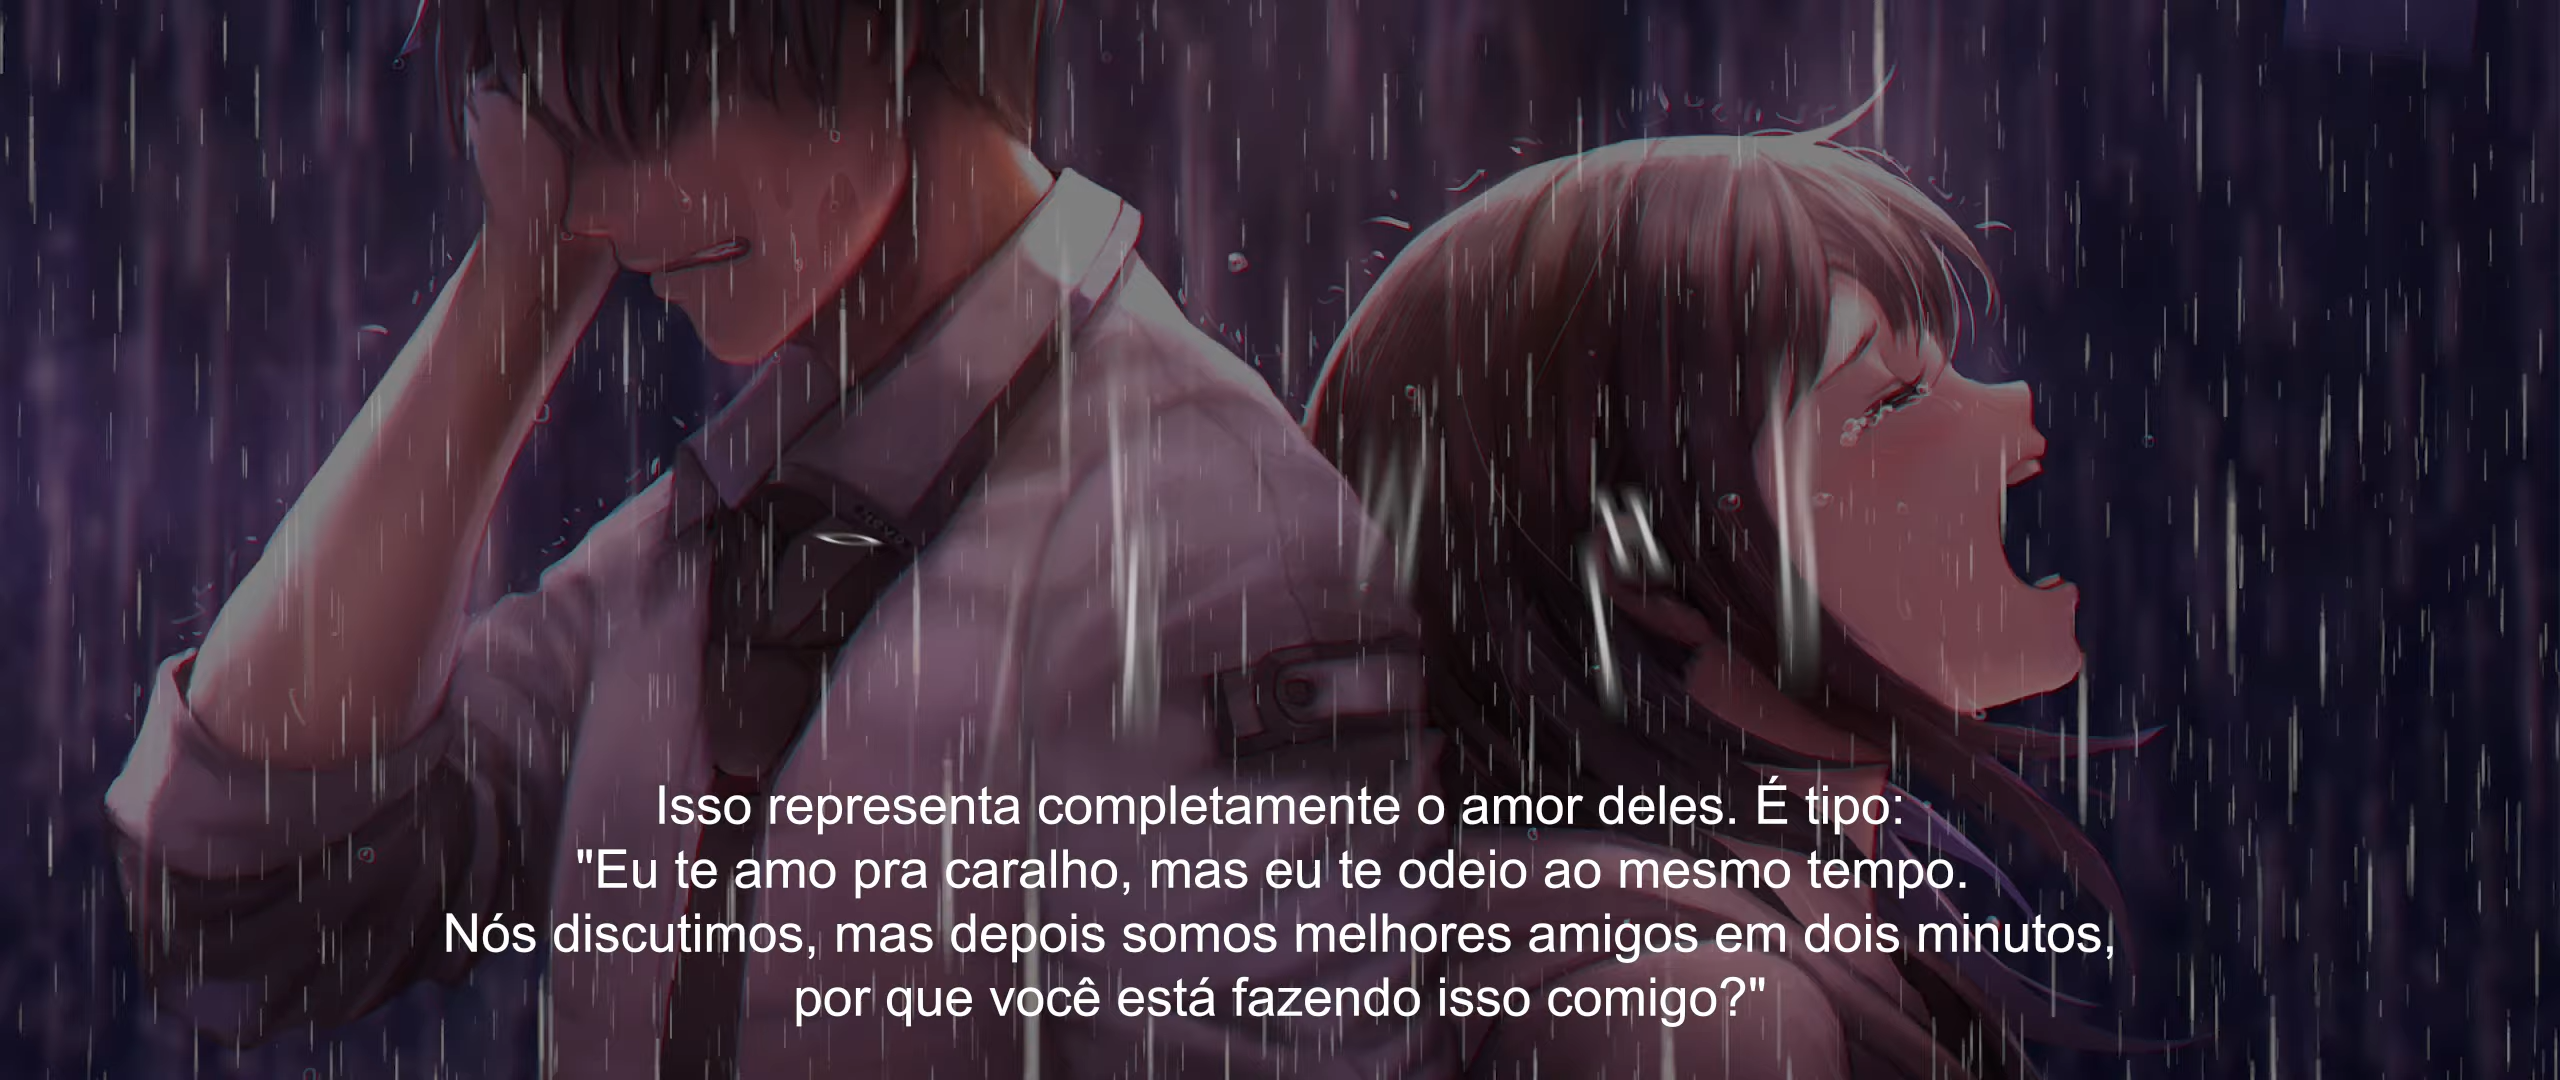 Isso representa completamente o amor deles. É tipo:
"Eu te amo pra caralho, mas eu te odeio ao mesmo tempo.
Nós discutimos, mas depois somos melhores amigos em dois minutos,
por que você está fazendo isso comigo?"